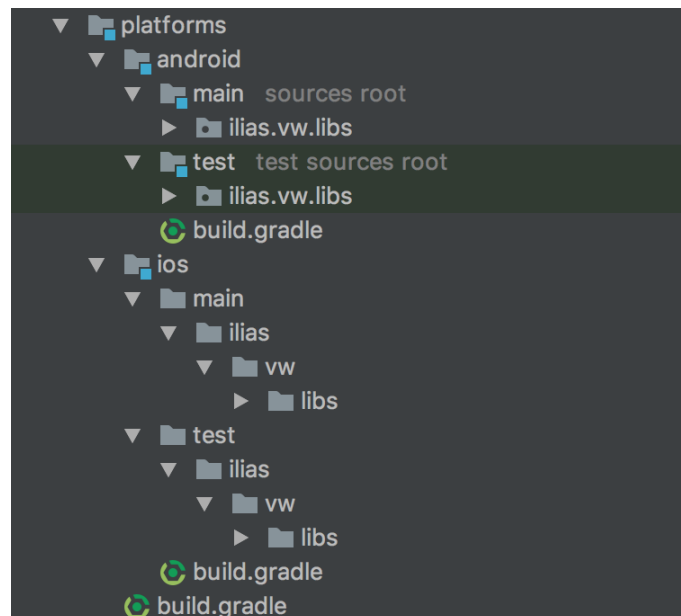 platforms
android
main sources root
ilias.vw.libs
test test sources root
ilias.vw.libs
build.gradle
ios
main
ilias
vw
libs
test
ilias
vw
libs
build.gradle
build.gradle